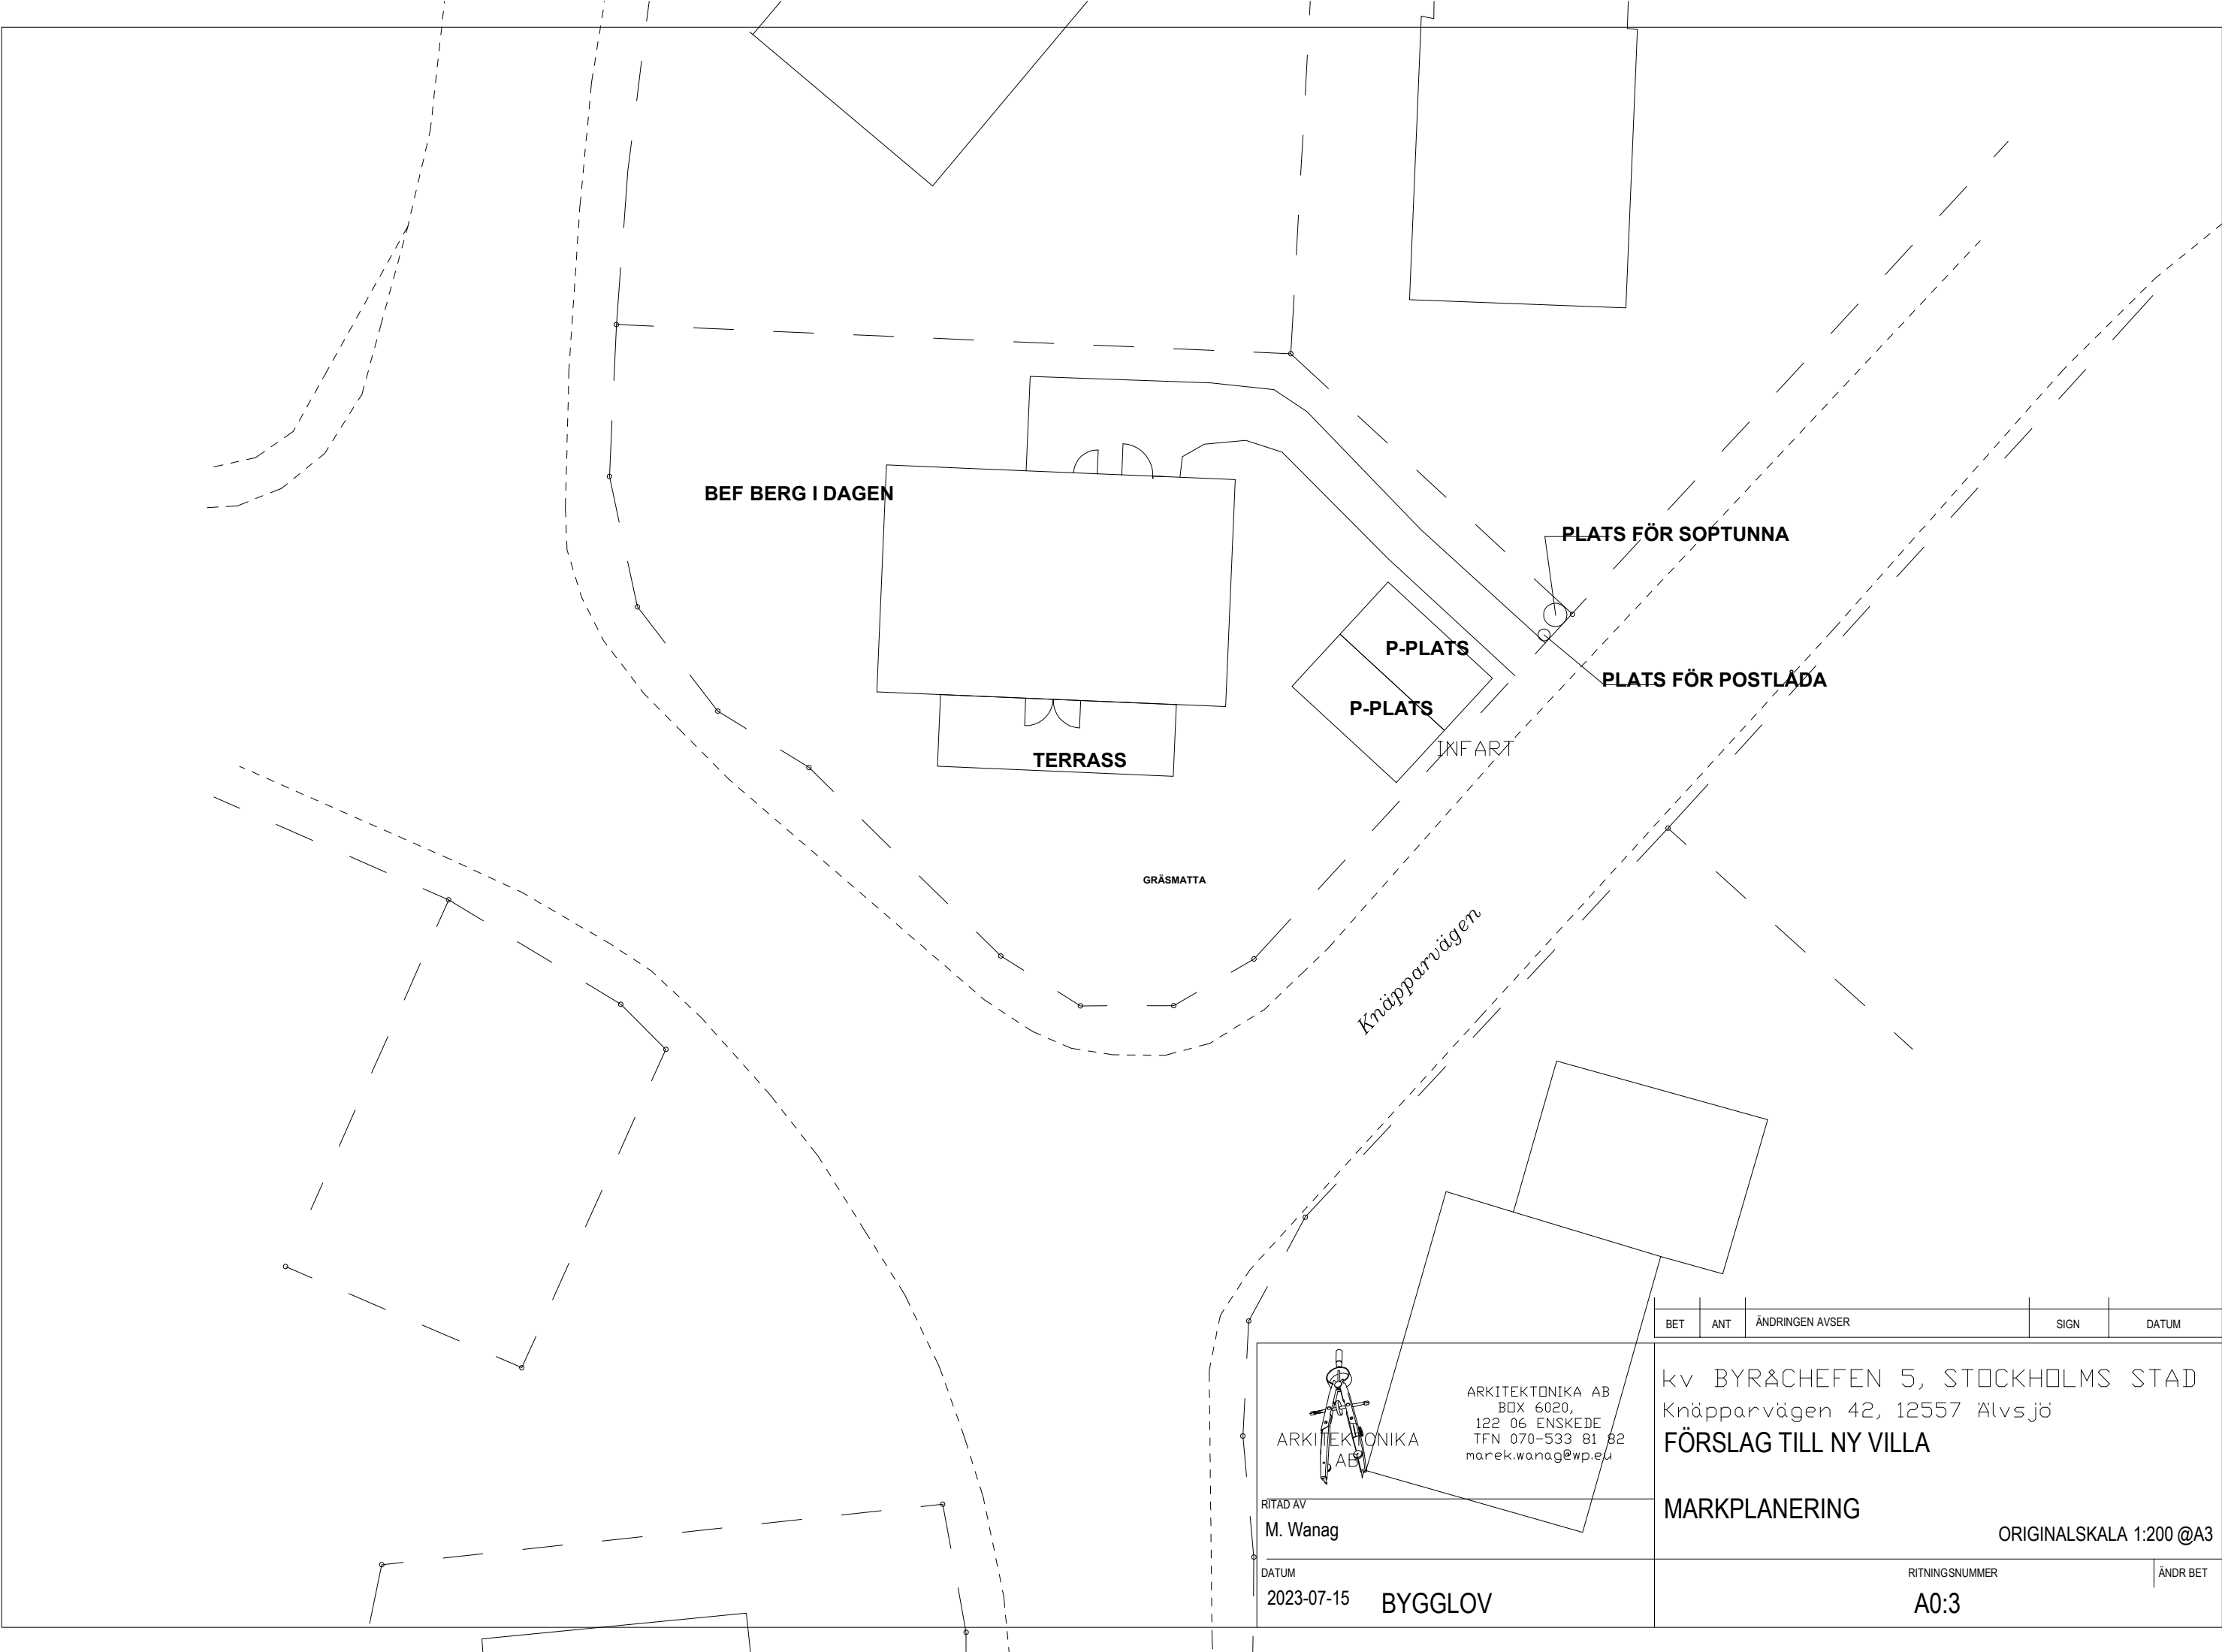 BEF BERG I DAGEN
PLATS FÖR SOPTUNNA
P-PLATS
PLATS FÖR POSTLÅDA
P-PLATS
INFART
TERRASS
GRÄSMATTA
Knäpparvägen
BET ANT ÄNDRINGEN AVSER SIGN DATUM
ARKITEKTONIKA
AB
ARKITEKTONIKA AB
BOX 6020,
122 06 ENSKEDE
TFN 070-533 81 82
marek.wanag@wp.eu
kv BYRÅCHEFEN 5, STOCKHOLMS STAD
Knäpparvägen 42, 12557 Älvsjö
FÖRSLAG TILL NY VILLA
MARKPLANERING
ORIGINALSKALA 1:200 @A3
RITAD AV
M. Wanag
DATUM
2023-07-15 BYGGLOV
RITNINGSNUMMER
A0:3
ÄNDR BET